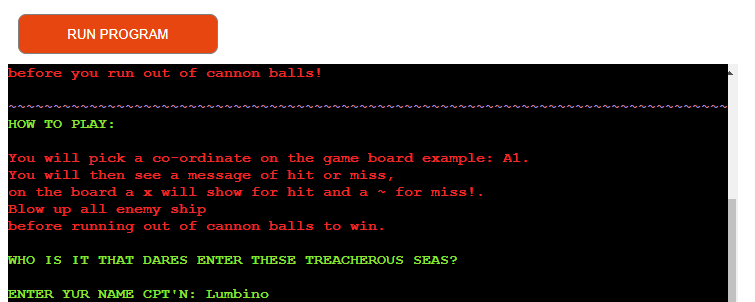 RUN PROGRAM
before you run out of cannon balls!
~~~~~~~~~~~~~~~~~~~~~~~~~~~~~~~~~~~~~~~~~~~~~~~~~~~~~~~~~~~~~~~~~~~~~~~~~~~~~~~~
HOW TO PLAY:
You will pick a co-ordinate on the game board example: A1.
You will then see a message of hit or miss,
on the board a x will show for hit and a ~ for miss!.
Blow up all enemy ship
before running out of cannon balls to win.
WHO IS IT THAT DARES ENTER THESE TREACHEROUS SEAS?
ENTER YUR NAME CPT'N: Lumbino